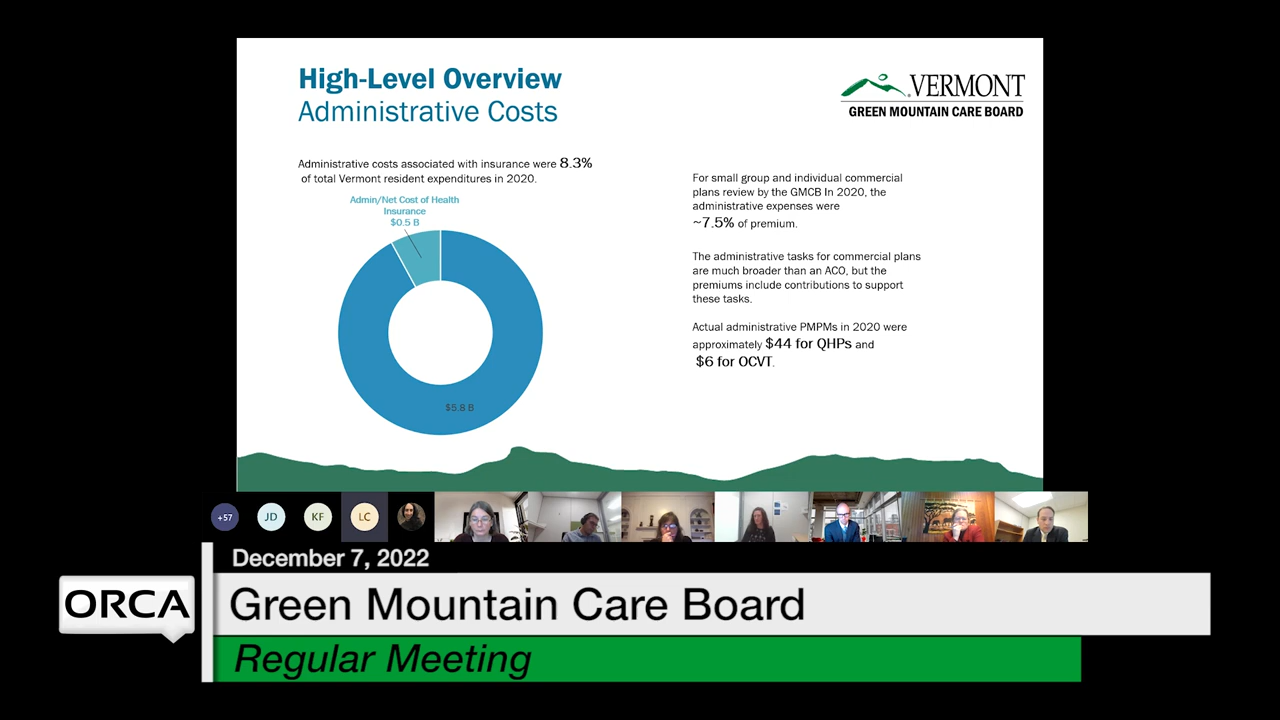 High-Level Overview
Administrative Costs
VERMONT
GREEN MOUNTAIN CARE BOARD
Administrative costs associated with insurance were 8.3%
of total Vermont resident expenditures in 2020.
Admin/Net Cost of Health
Insurance
$0.5 B
$5.8 B
For small group and individual commercial
plans review by the GMCB In 2020, the
administrative expenses were
~7.5% of premium.
The administrative tasks for commercial plans
are much broader than an ACO, but the
premiums include contributions to support
these tasks.
Actual administrative PMPMs in 2020 were
approximately $44 for QHPs and
$6 for OCVT.
+57
JD
KF
LC
December 7, 2022
ORCA
Green Mountain Care Board
Regular Meeting